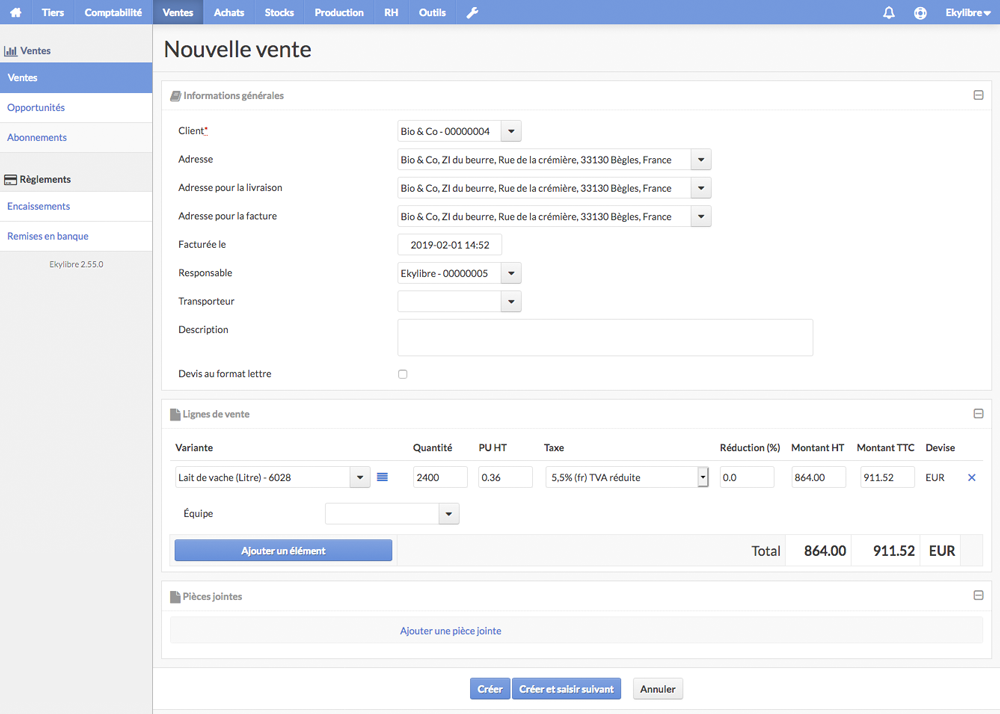 Tiers Comptabilité Ventes Achats Stocks Production RH Outils Ekylibre
Ventes
Ventes
Opportunités
Abonnements
Règlements
Encaissements
Remises en banque
Ekylibre 2.55.0
Nouvelle vente
Informations générales
Client* Bio & Co - 00000004
Adresse Bio & Co, ZI du beurre, Rue de la crémière, 33130 Bègles, France
Adresse pour la livraison Bio & Co, ZI du beurre, Rue de la crémière, 33130 Bègles, France
Adresse pour la facture Bio & Co, ZI du beurre, Rue de la crémière, 33130 Bègles, France
Facturée le 2019-02-01 14:52
Responsable Ekylibre - 00000005
Transporteur
Description
Devis au format lettre
Lignes de vente
Variante Quantité PU HT Taxe Réduction (%) Montant HT Montant TTC Devise
Lait de vache (Litre) - 6028 2400 0.36 5,5% (fr) TVA réduite 0.0 864.00 911.52 EUR
Équipe
Ajouter un élément Total 864.00 911.52 EUR
Pièces jointes
Ajouter une pièce jointe
Créer Créer et saisir suivant Annuler